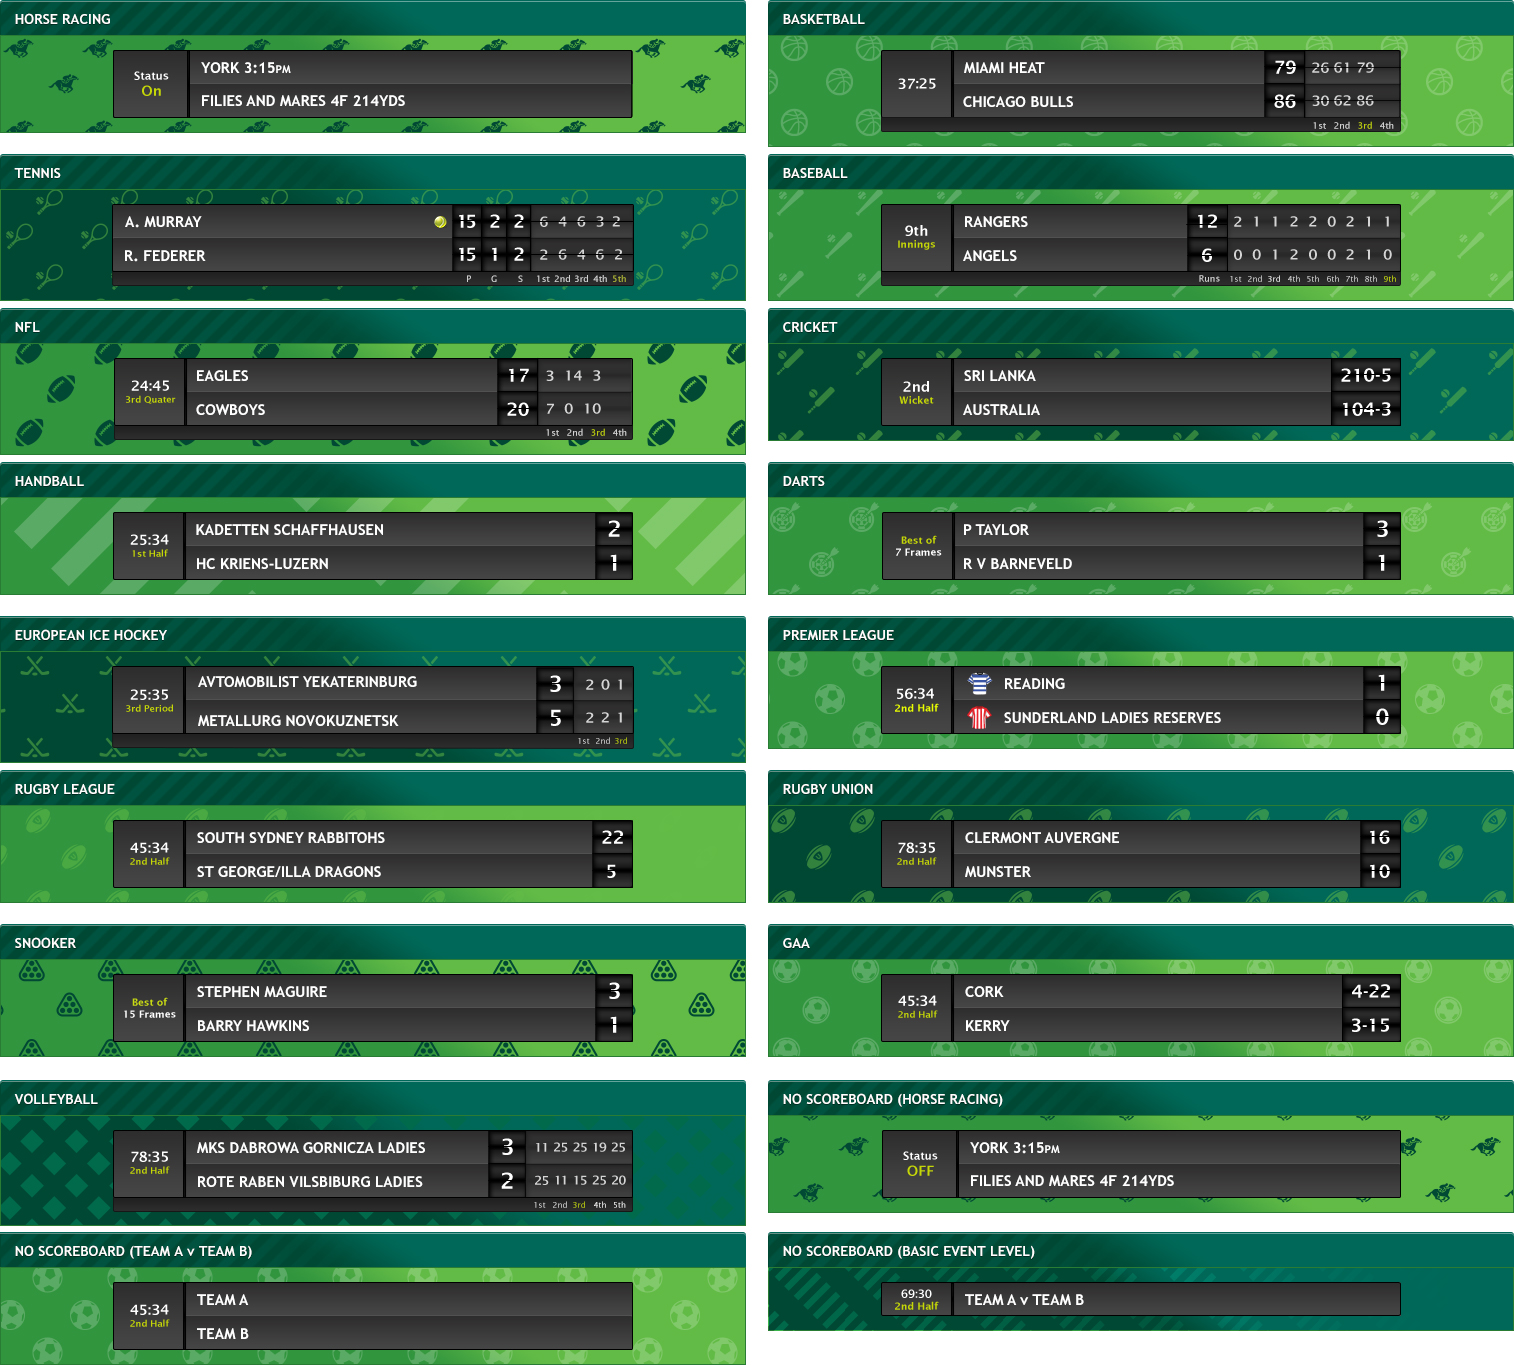 HORSE RACING
Status
On
YORK 3:15PM
FILIES AND MARES 4F 214YDS
BASKETBALL
37:25
MIAMI HEAT 79 26 61 79
CHICAGO BULLS 86 30 62 86
1st 2nd 3rd 4th
TENNIS
A. MURRAY 15 2 2 6 4 6 3 2
R. FEDERER 15 1 2 2 6 4 6 2
P G S 1st 2nd 3rd 4th 5th
BASEBALL
9th
Innings
RANGERS 12 2 1 1 2 2 0 2 1 1
ANGELS 6 0 0 1 2 0 0 2 1 0
Runs 1st 2nd 3rd 4th 5th 6th 7th 8th 9th
NFL
24:45
3rd Quater
EAGLES 17 3 14 3
COWBOYS 20 7 0 10
1st 2nd 3rd 4th
CRICKET
2nd
Wicket
SRI LANKA 210-5
AUSTRALIA 104-3
HANDBALL
25:34
1st Half
KADETTEN SCHAFFHAUSEN 2
HC KRIENS-LUZERN 1
DARTS
Best of
7 Frames
P TAYLOR 3
R V BARNEVELD 1
EUROPEAN ICE HOCKEY
25:35
3rd Period
AVTOMOBILIST YEKATERINBURG 3 2 0 1
METALLURG NOVOKUZNETSK 5 2 2 1
1st 2nd 3rd
PREMIER LEAGUE
56:34
2nd Half
READING 1
SUNDERLAND LADIES RESERVES 0
RUGBY LEAGUE
45:34
2nd Half
SOUTH SYDNEY RABBITOHS 22
ST GEORGE/ILLA DRAGONS 5
RUGBY UNION
78:35
2nd Half
CLERMONT AUVERGNE 16
MUNSTER 10
SNOOKER
Best of
15 Frames
STEPHEN MAGUIRE 3
BARRY HAWKINS 1
GAA
45:34
2nd Half
CORK 4-22
KERRY 3-15
VOLLEYBALL
78:35
2nd Half
MKS DABROWA GORNICZA LADIES 3 11 25 25 19 25
ROTE RABEN VILSBIBURG LADIES 2 25 11 15 25 20
1st 2nd 3rd 4th 5th
NO SCOREBOARD (HORSE RACING)
Status
OFF
YORK 3:15PM
FILIES AND MARES 4F 214YDS
NO SCOREBOARD (TEAM A v TEAM B)
45:34
2nd Half
TEAM A
TEAM B
NO SCOREBOARD (BASIC EVENT LEVEL)
69:30
2nd Half
TEAM A v TEAM B